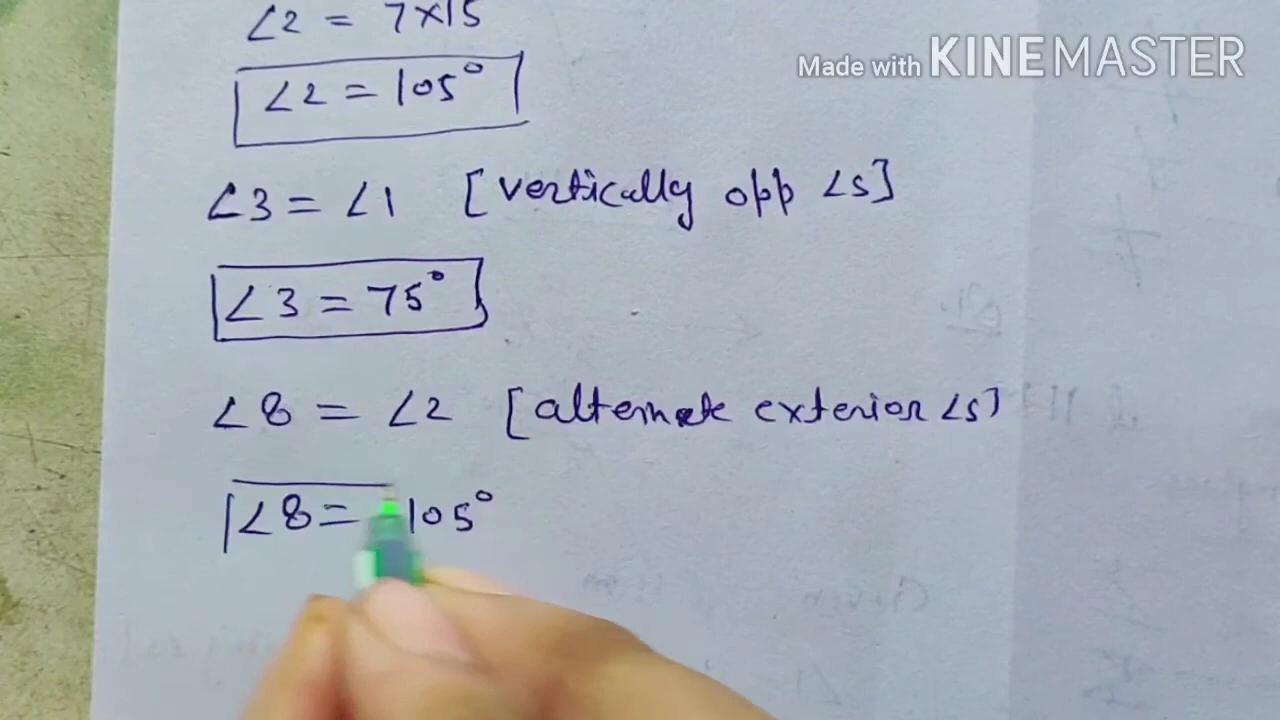 ∠2 = 7×15
Made with KINEMASTER
∠2 = 105°
∠3 = ∠1 [vertically opp ∠s]
∠3 = 75°
∠8 = ∠2 [alternate exterior ∠s]
∠8 = 105°